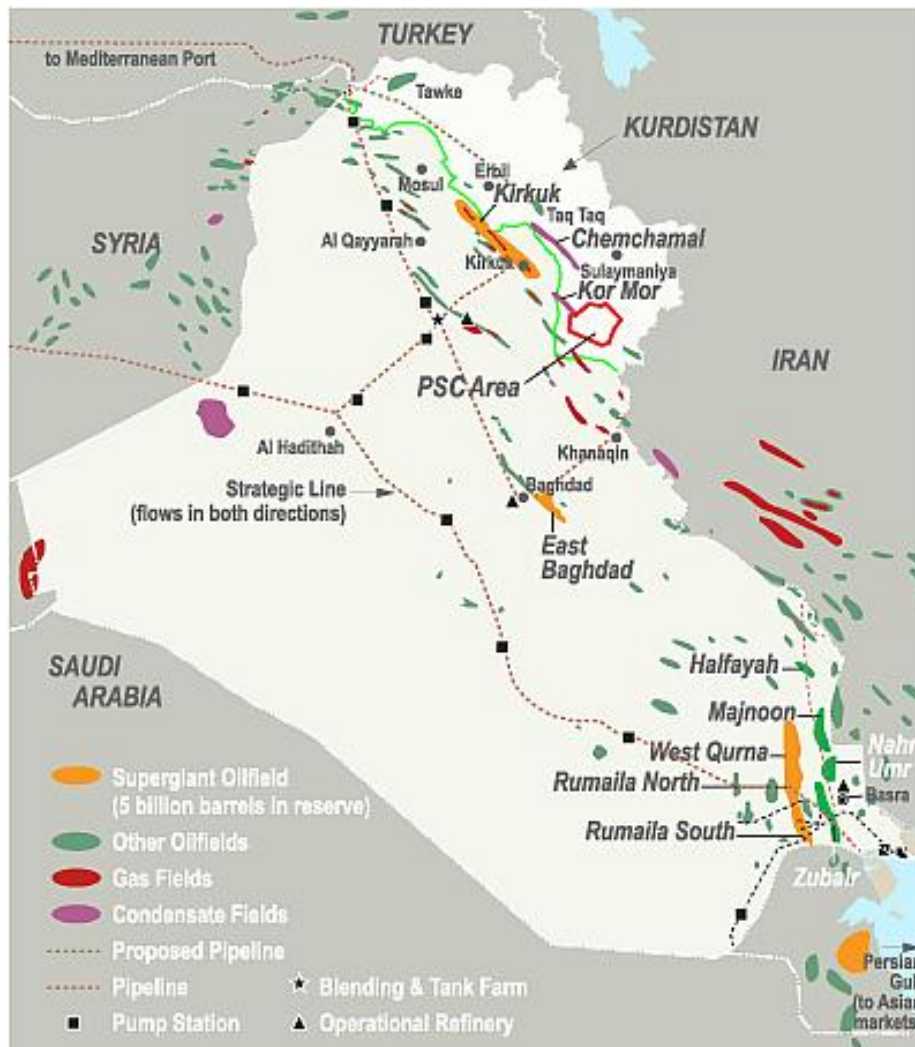 TURKEY
to Mediterranean Port
Tawke
KURDISTAN
Erbil
Mosul
Kirkuk
Taq Taq
SYRIA
Al Qayyarah
Chemchamal
Kirkuk
Sulaymaniya
Kor Mor
IRAN
PSC Area
Al Hadithah
Khanaqin
Strategic Line
(flows in both directions)
Baghdad
East
Baghdad
SAUDI
ARABIA
Halfayah
Majnoon
West Qurna
Nahr
Umr
Rumaila North
Basra
Rumaila South
Zubair
Superglant Oilfield
(5 billion barrels in reserve)
Other Oilfields
Gas Fields
Condensate Fields
Proposed Pipeline
Pipeline
Blending & Tank Farm
Pump Station
Operational Refinery
Persian
Gul
(to Asian
markets